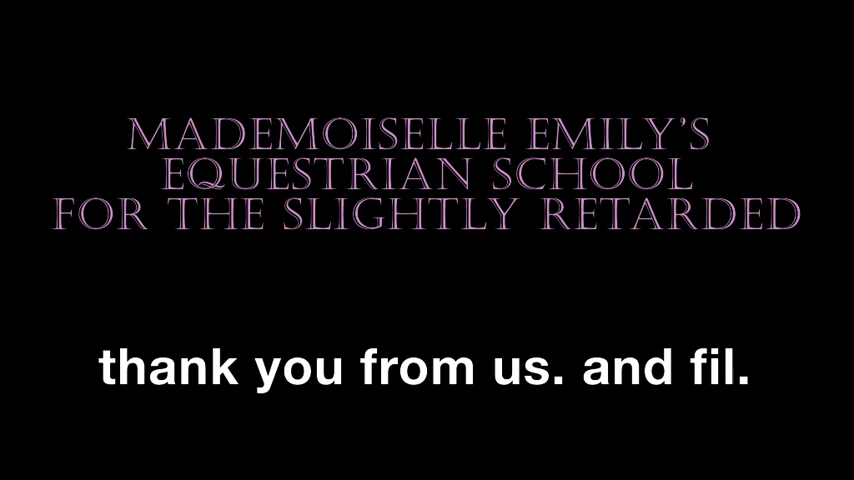 MADEMOISELLE EMILY'S
EQUESTRIAN SCHOOL
FOR THE SLIGHTLY RETARDED
thank you from us. and fil.